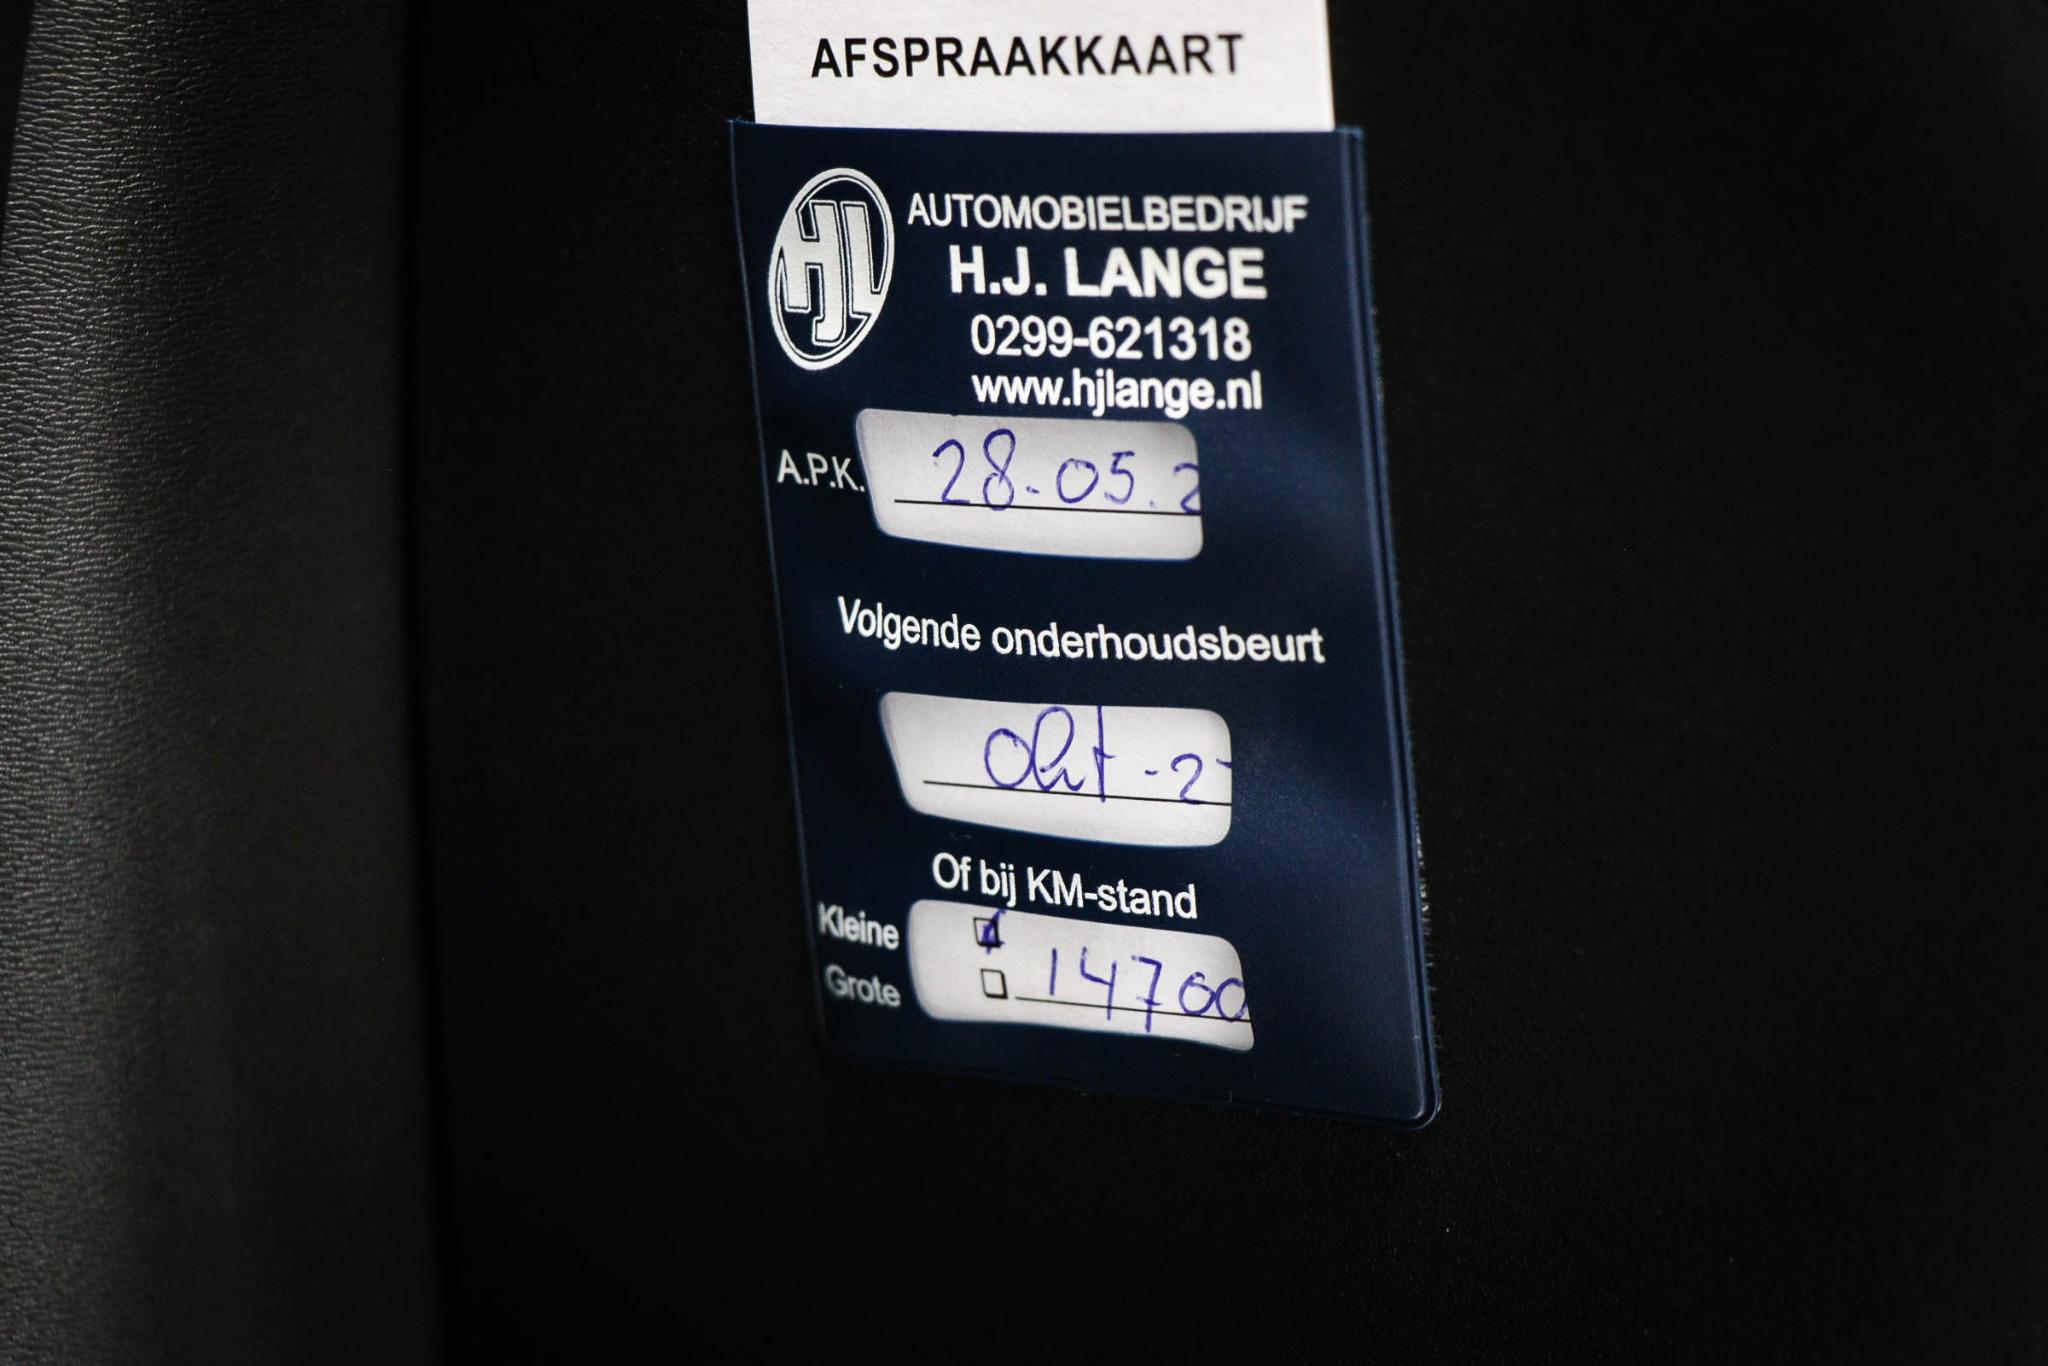 AFSPRAAKKAART
HJL
AUTOMOBIELBEDRIJF
H.J. LANGE
0299-621318
www.hjlange.nl
A.P.K. 28-05.2
Volgende onderhoudsbeurt
okt-2
Of bij KM-stand
Kleine
Grote 14700